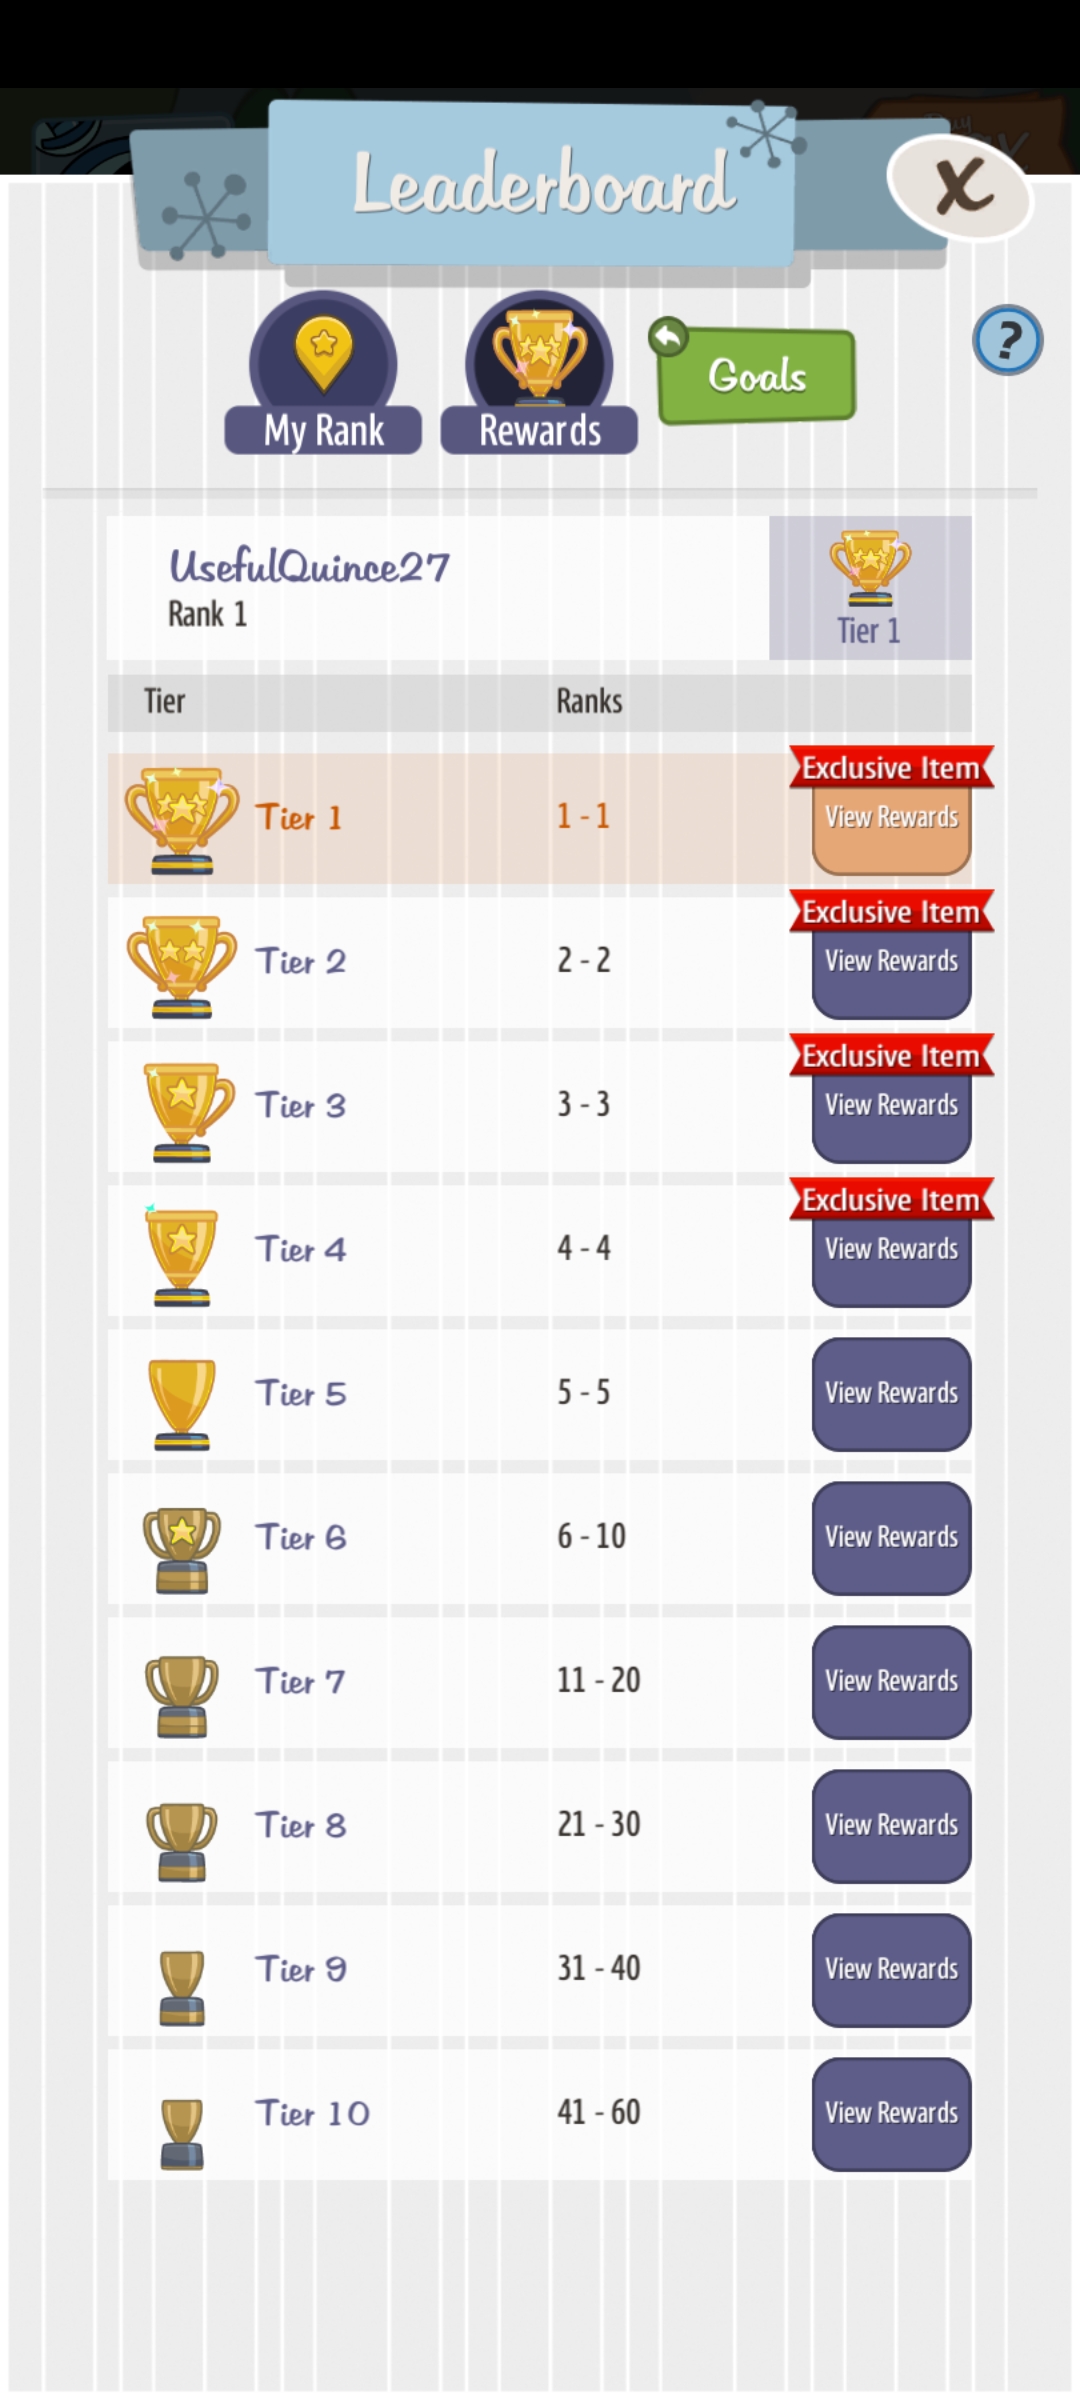 Leaderboard
X
My Rank
Rewards
Goals
?
UsefulQuince27
Rank 1
Tier 1
Tier Ranks
Exclusive Item
Tier 1 1 - 1 View Rewards
Exclusive Item
Tier 2 2 - 2 View Rewards
Exclusive Item
Tier 3 3 - 3 View Rewards
Exclusive Item
Tier 4 4 - 4 View Rewards
Tier 5 5 - 5 View Rewards
Tier 6 6 - 10 View Rewards
Tier 7 11 - 20 View Rewards
Tier 8 21 - 30 View Rewards
Tier 9 31 - 40 View Rewards
Tier 10 41 - 60 View Rewards